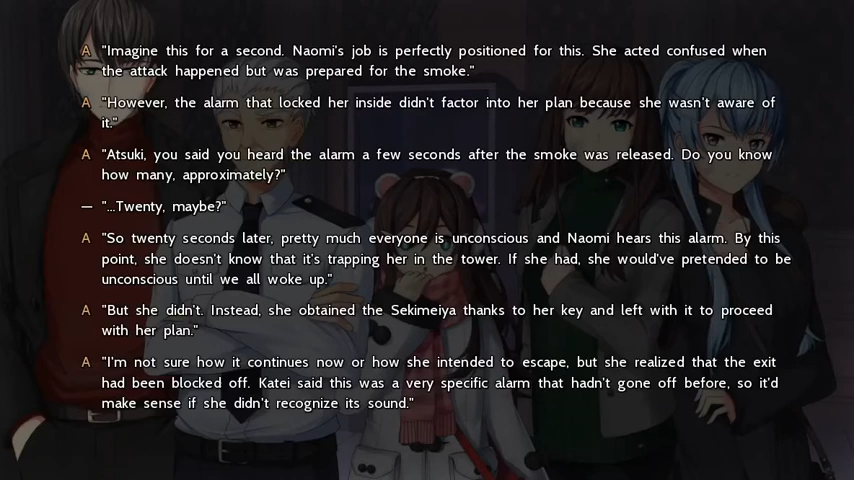 A "Imagine this for a second. Naomi's job is perfectly positioned for this. She acted confused when
the attack happened but was prepared for the smoke."
A "However, the alarm that locked her inside didn't factor into her plan because she wasn't aware of
it."
A "Atsuki, you said you heard the alarm a few seconds after the smoke was released. Do you know
how many, approximately?"
— "...Twenty, maybe?"
A "So twenty seconds later, pretty much everyone is unconscious and Naomi hears this alarm. By this
point, she doesn't know that it's trapping her in the tower. If she had, she would've pretended to be
unconscious until we all woke up."
A "But she didn't. Instead, she obtained the Sekimeiya thanks to her key and left with it to proceed
with her plan."
A "I'm not sure how it continues now or how she intended to escape, but she realized that the exit
had been blocked off. Katei said this was a very specific alarm that hadn't gone off before, so it'd
make sense if she didn't recognize its sound."